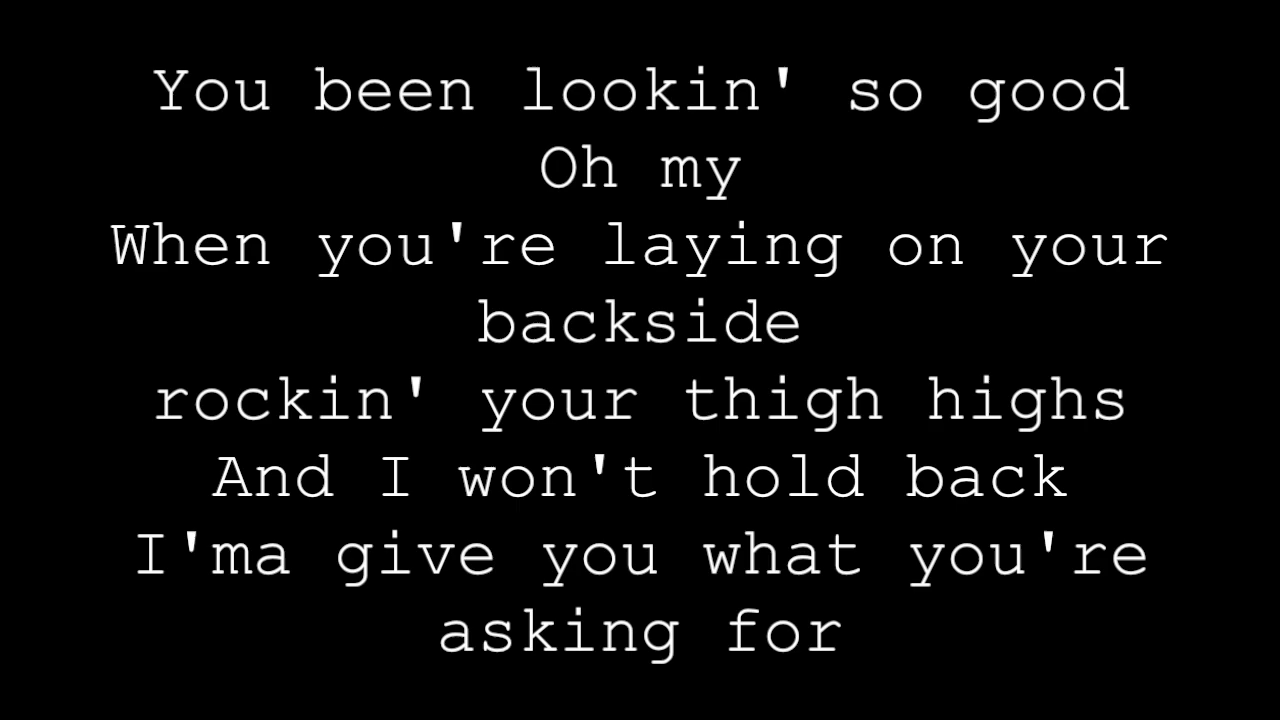 You been lookin' so good
Oh my
When you're laying on your
backside
rockin' your thigh highs
And I won't hold back
I'ma give you what you're
asking for